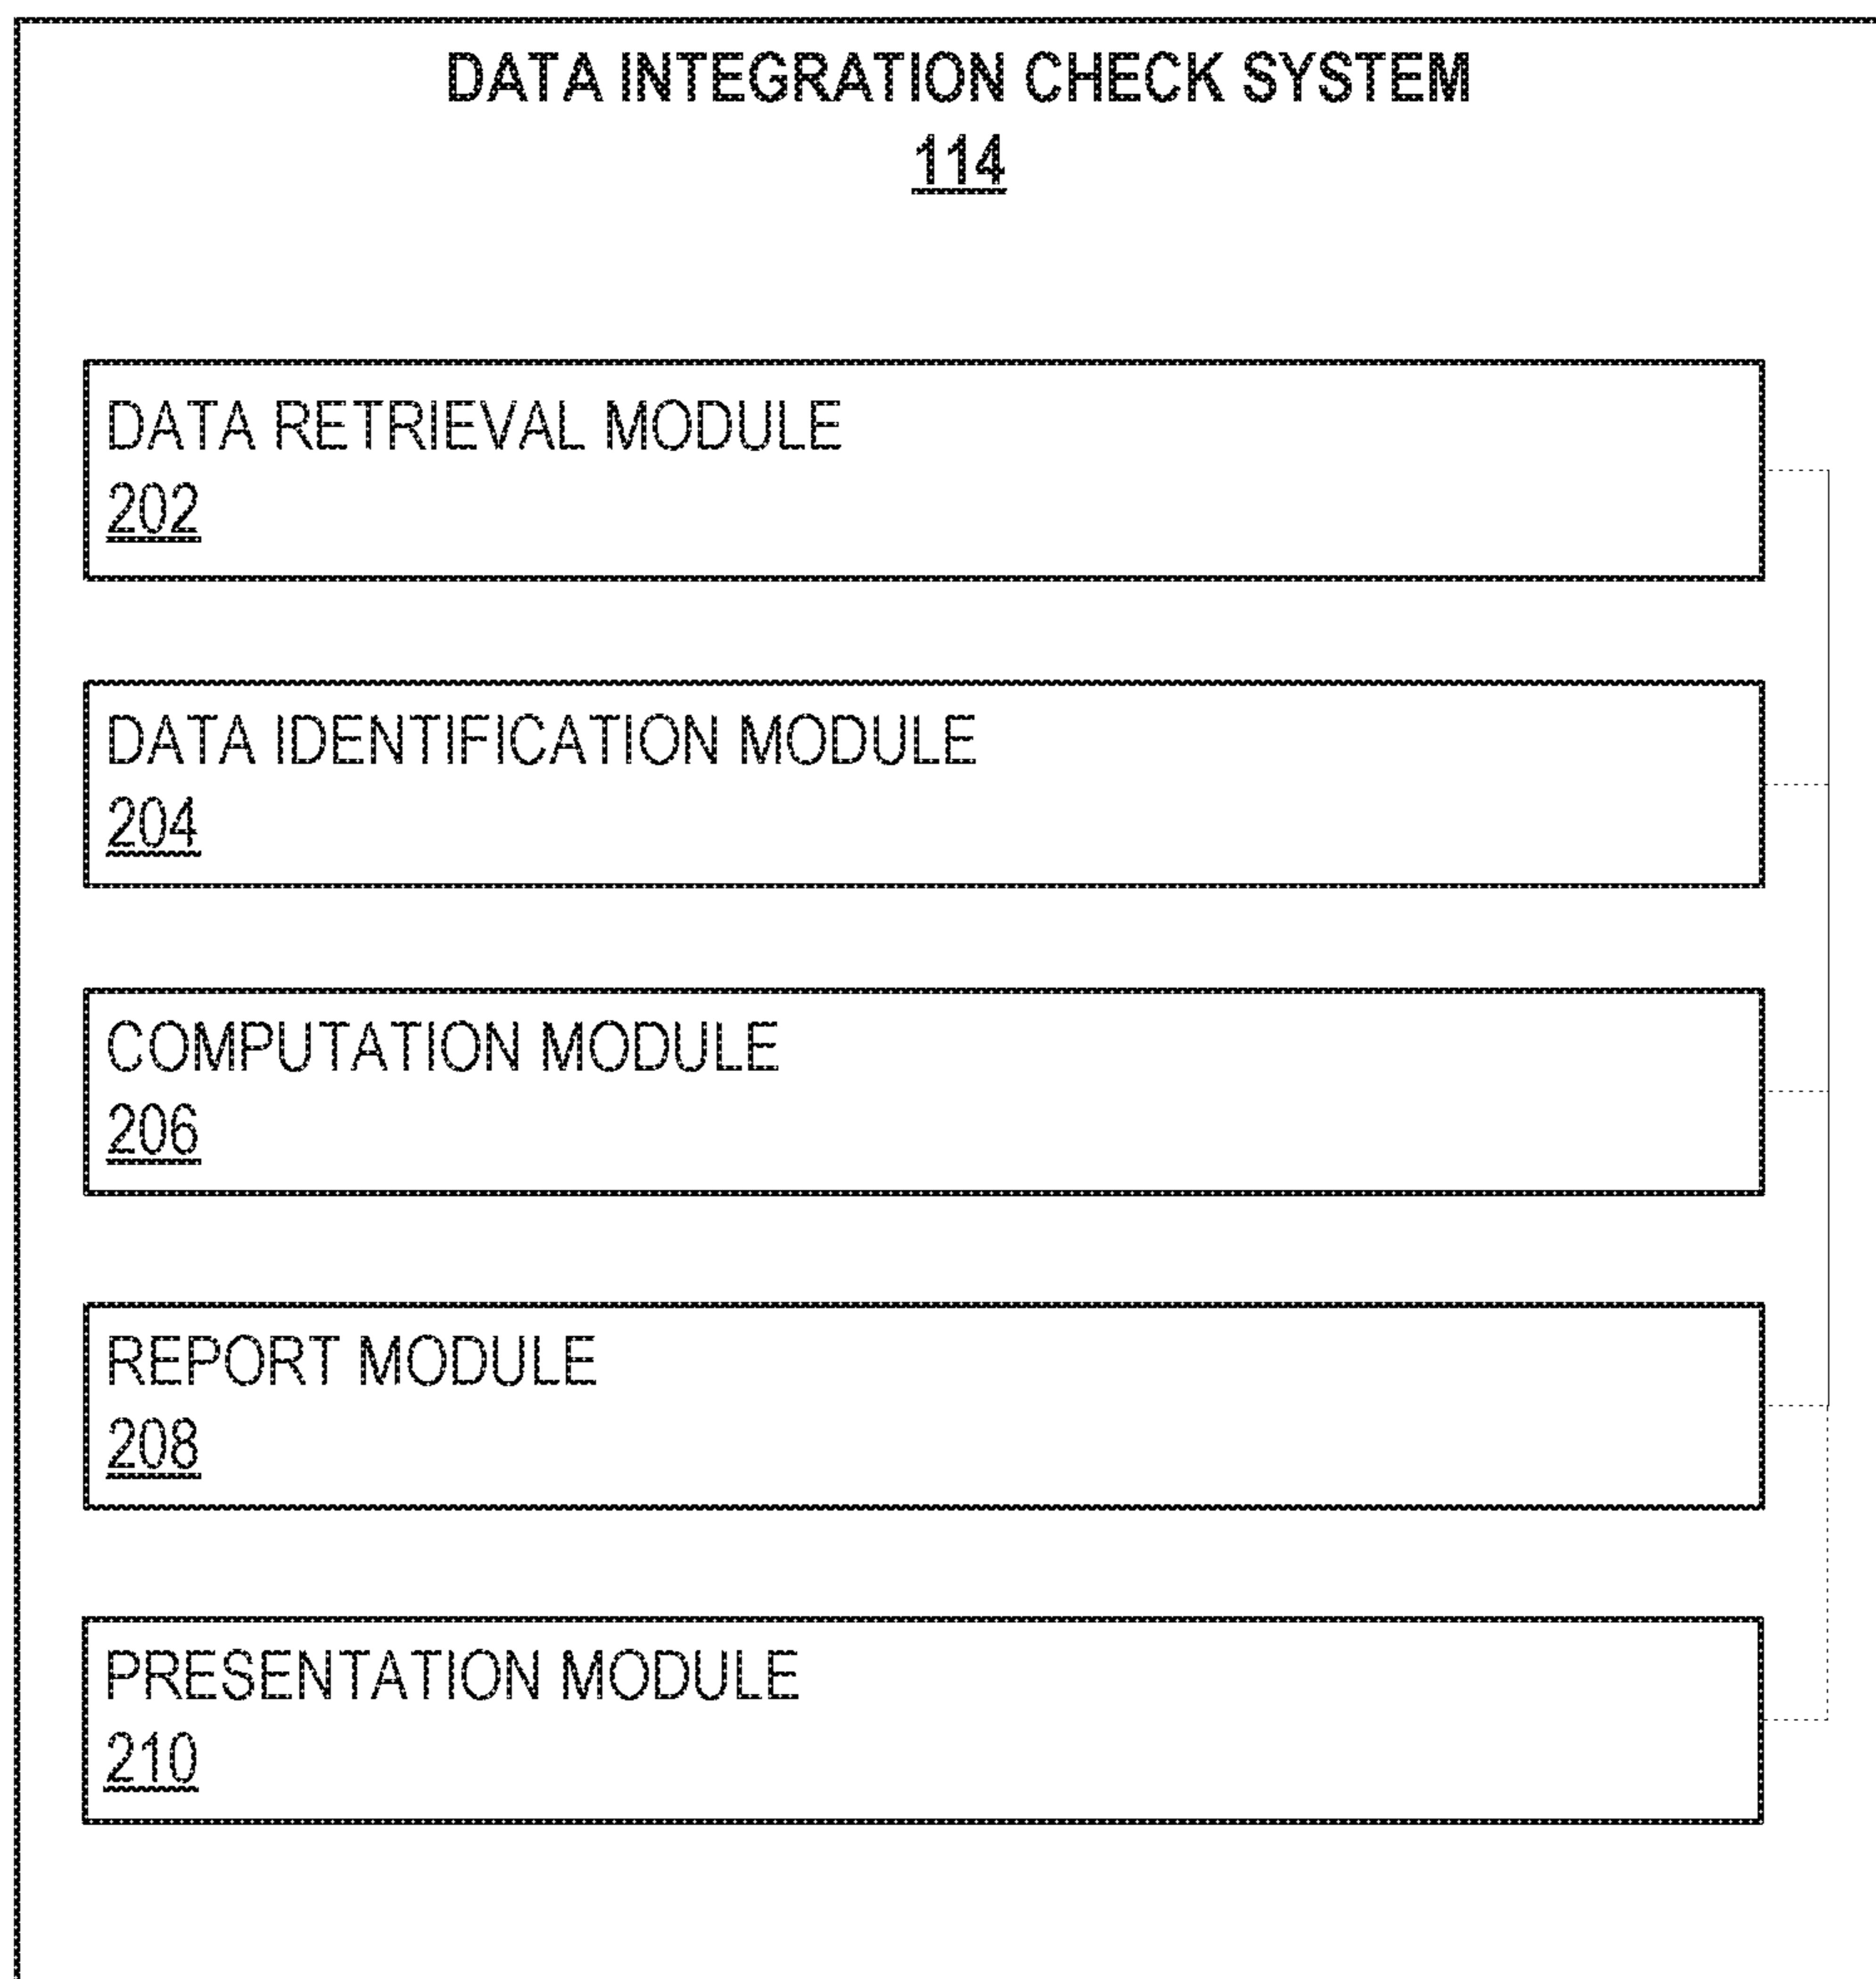 DATA INTEGRATION CHECK SYSTEM
114
DATA RETRIEVAL MODULE
202
DATA IDENTIFICATION MODULE
204
COMPUTATION MODULE
206
REPORT MODULE
208
PRESENTATION MODULE
210